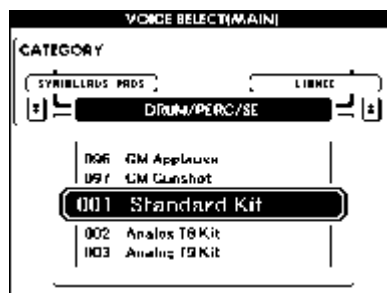 VOICE SELECT(MAIN)
CATEGORY
PADS
DRUM/PERC/SE
096 GM Applause
097 GM Gunshot
001 Standard Kit
002 Analog T8 Kit
003 Analog T9 Kit